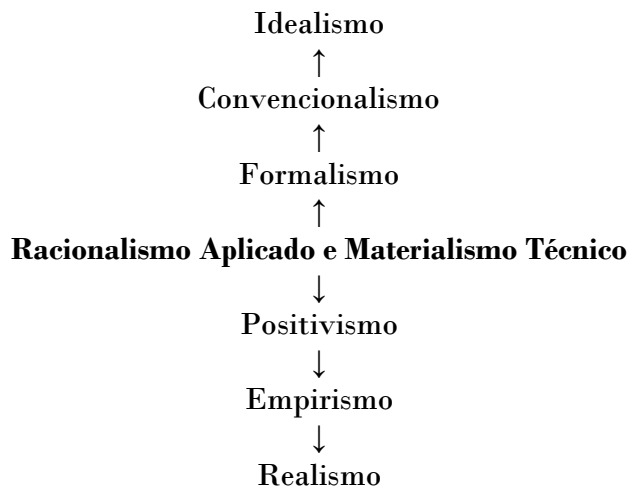 Idealismo
↑
Convencionalismo
↑
Formalismo
↑
Racionalismo Aplicado e Materialismo Técnico
↓
Positivismo
↓
Empirismo
↓
Realismo